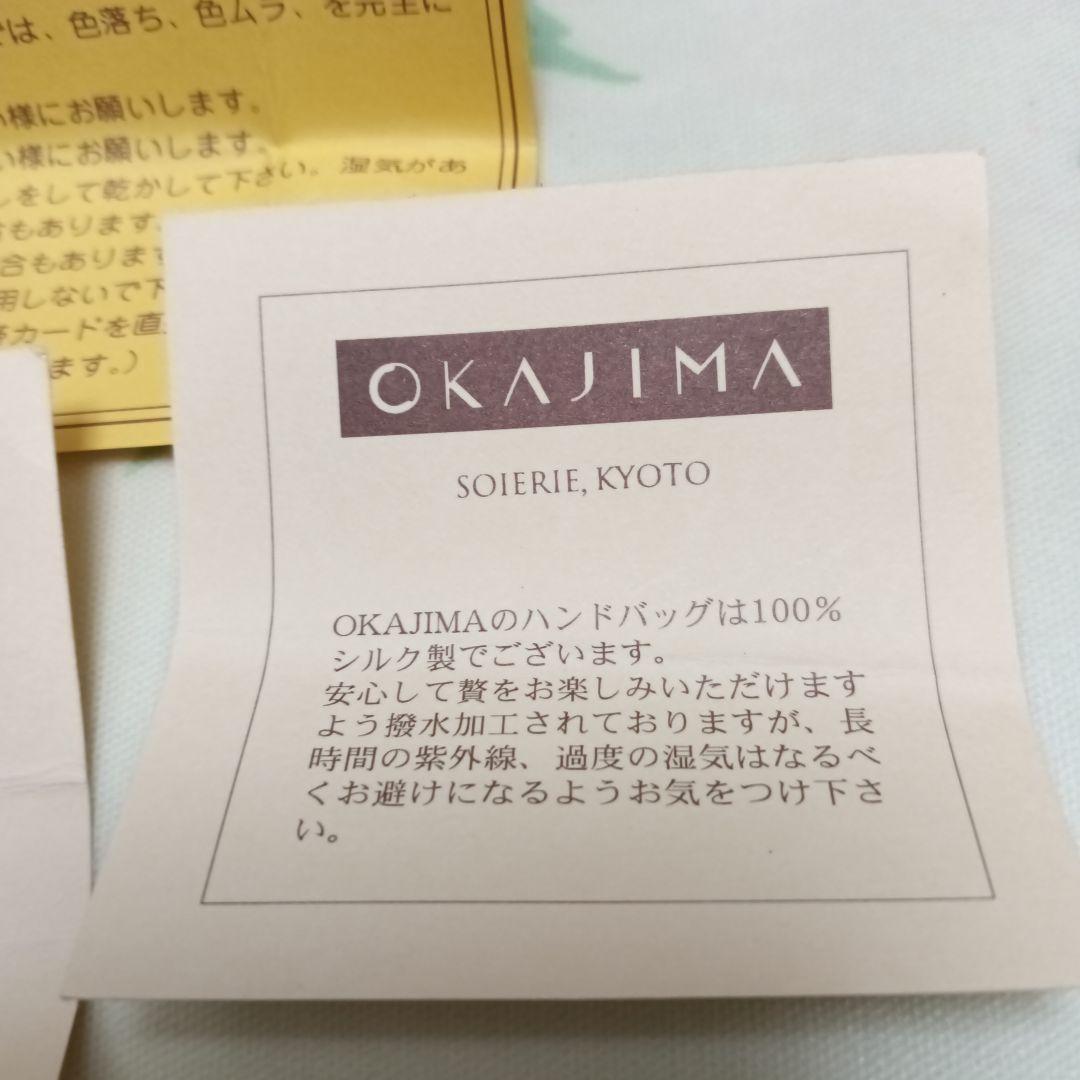 は、色落ち、色ムラ、を完全に
い様にお願いします。
い様にお願いします。
しをして乾かして下さい。湿気があ
もあります
合もあります
用しないで下
カードを直
ます。）
OKAJIMA
SOIERIE, KYOTO
OKAJIMAのハンドバッグは100%
シルク製でございます。
安心して贅をお楽しみいただけます
よう撥水加工されておりますが、長
時間の紫外線、過度の湿気はなるべ
くお避けになるようお気をつけ下さ
い。